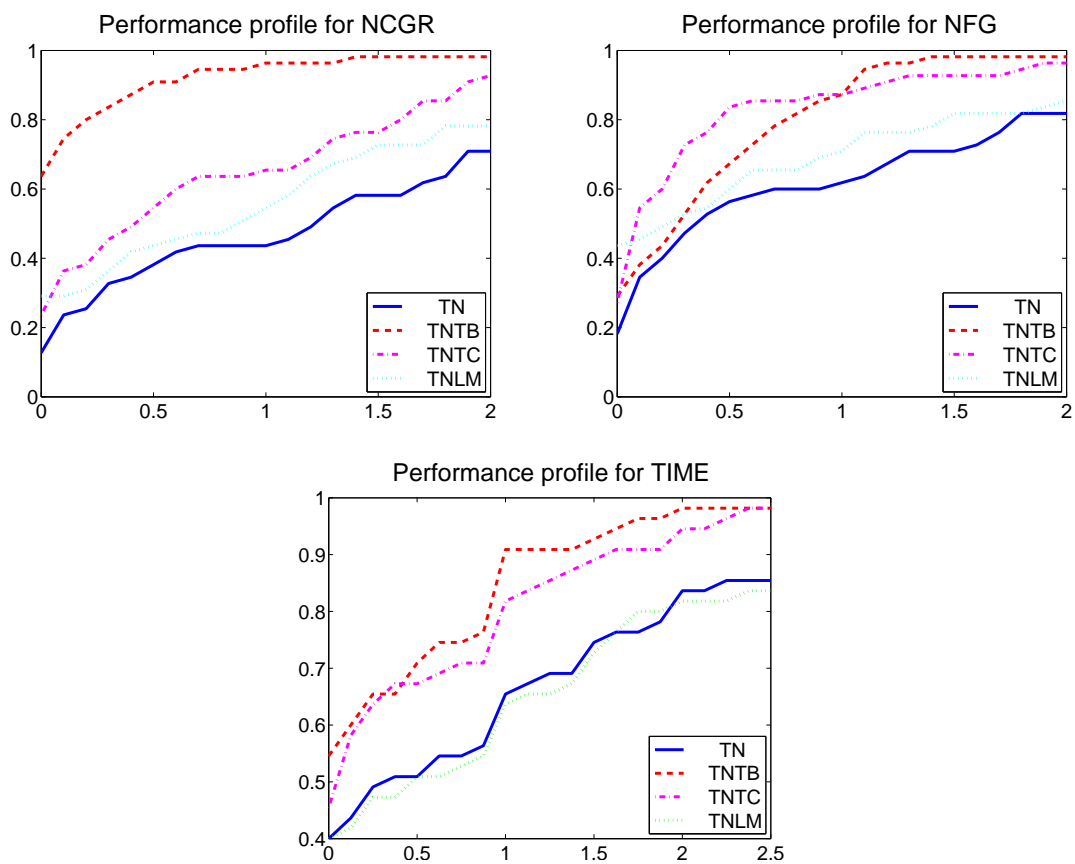 Performance profile for NCGR
1
0.8
0.6
0.4
0.2
0
0
0.5
1
1.5
2
TN
TNTB
TNTC
TNLM
Performance profile for NFG
1
0.8
0.6
0.4
0.2
0
0
0.5
1
1.5
2
TN
TNTB
TNTC
TNLM
Performance profile for TIME
1
0.9
0.8
0.7
0.6
0.5
0.4
0
0.5
1
1.5
2
2.5
TN
TNTB
TNTC
TNLM